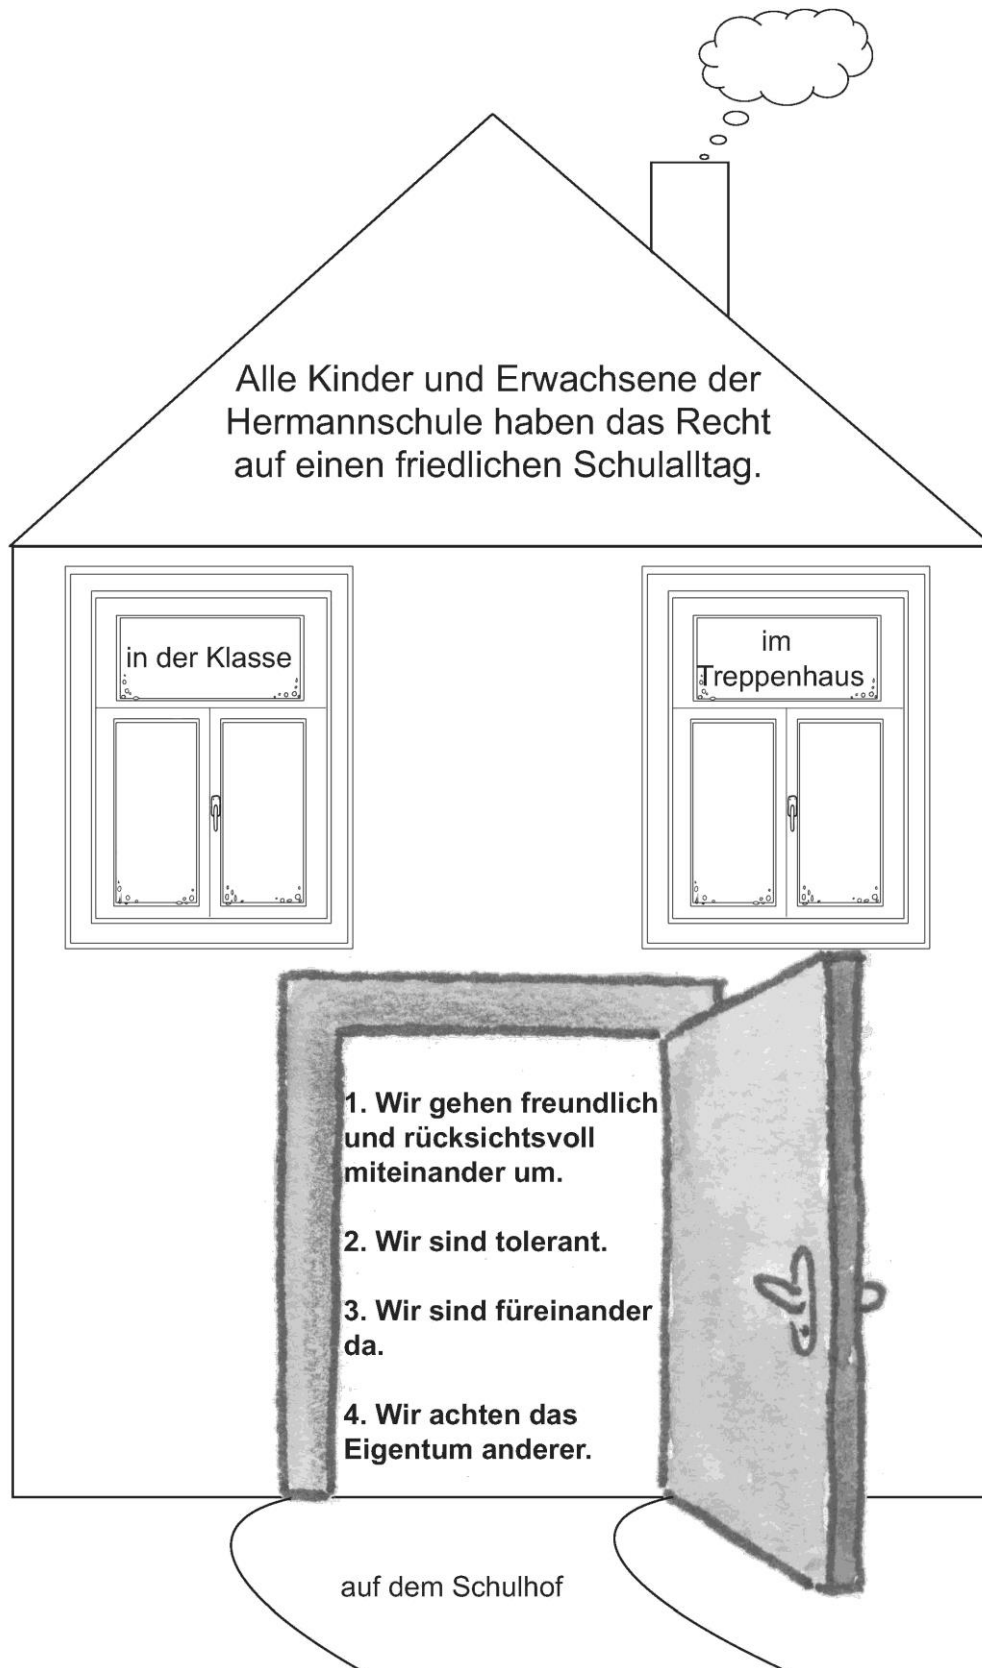 Alle Kinder und Erwachsene der
Hermannschule haben das Recht
auf einen friedlichen Schulalltag.
in der Klasse
im
Treppenhaus
1. Wir gehen freundlich
und rücksichtsvoll
miteinander um.
2. Wir sind tolerant.
3. Wir sind füreinander
da.
4. Wir achten das
Eigentum anderer.
auf dem Schulhof